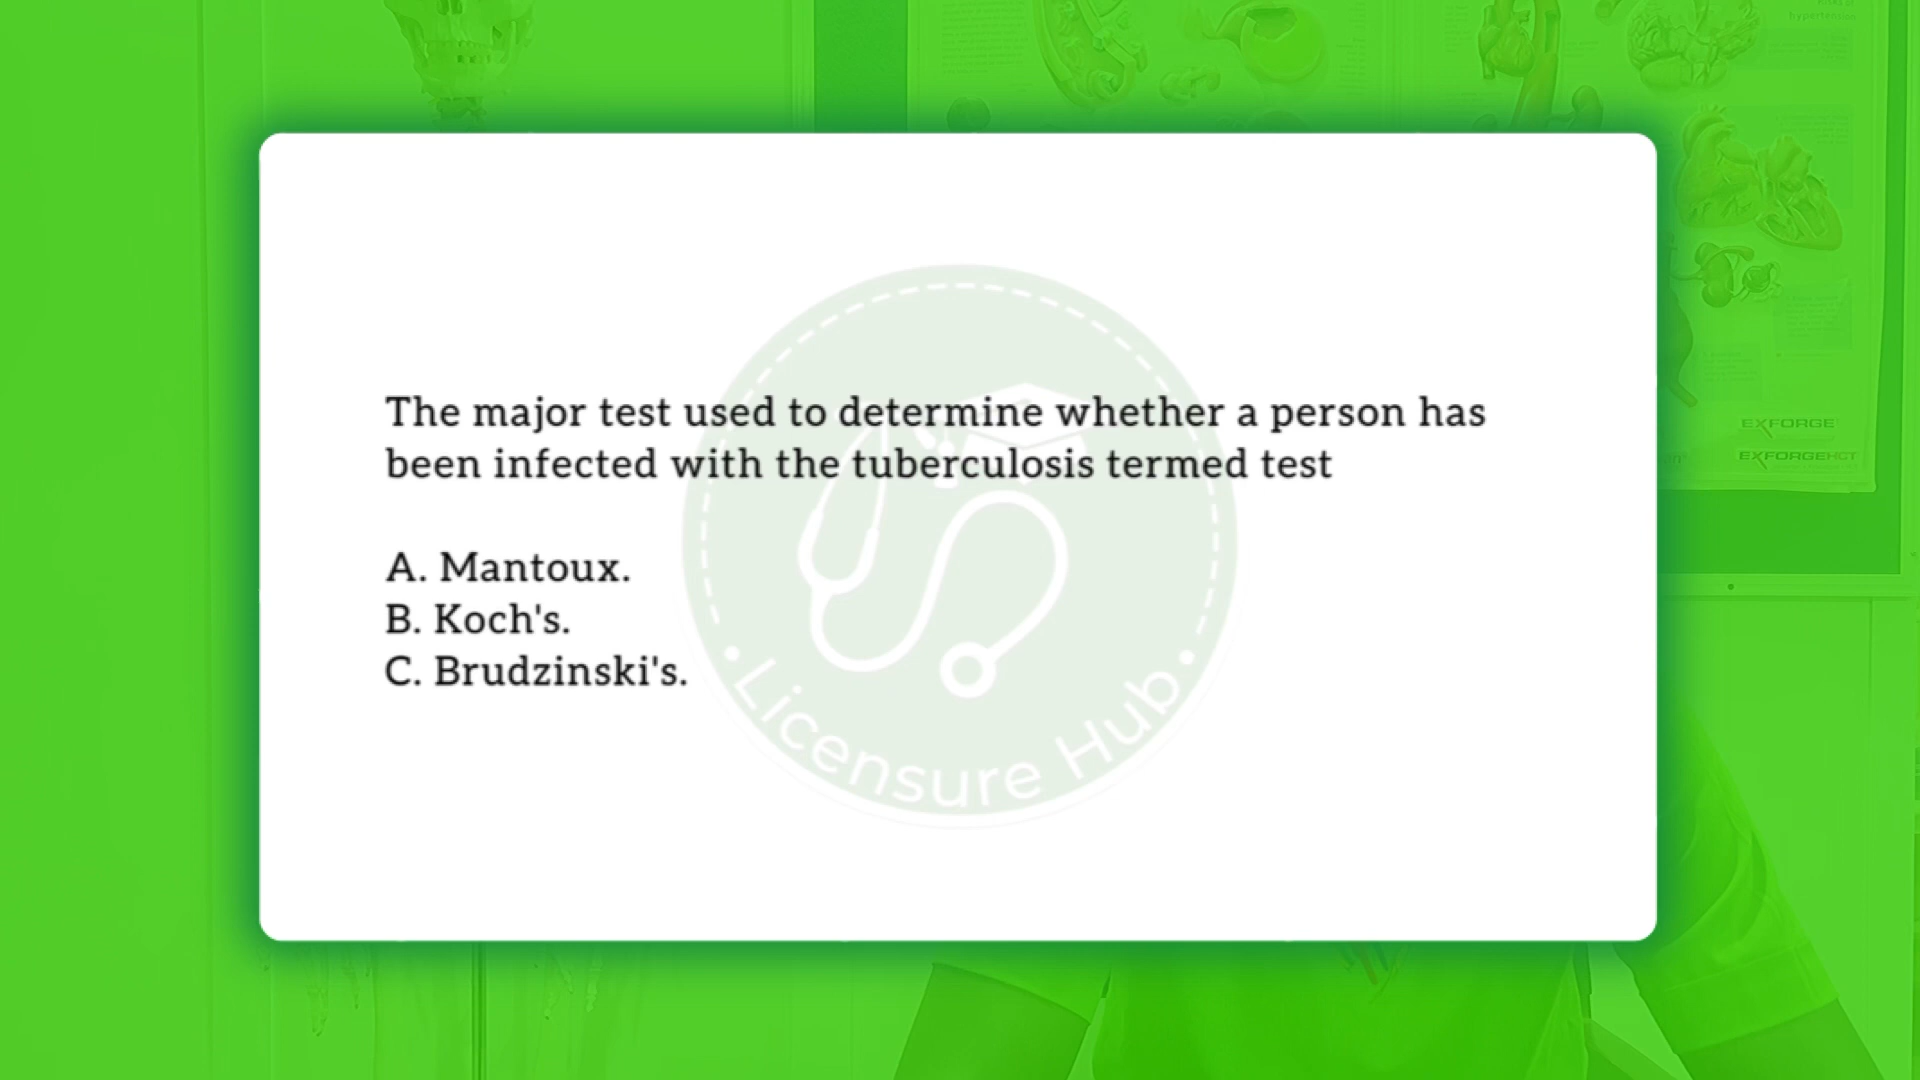 hypertension
The major test used to determine whether a person has
been infected with the tuberculosis termed test
A. Mantoux.
B. Koch's.
C. Brudzinski's.
Licensure Hub
EXFORGE
EXFORGEHCT